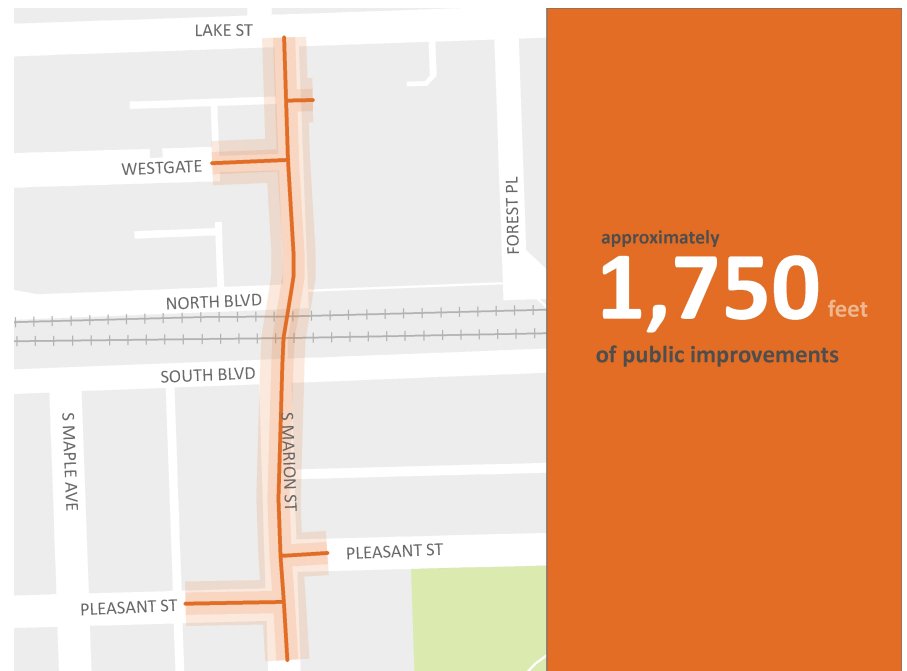 LAKE ST
WESTGATE
FOREST PL
NORTH BLVD
SOUTH BLVD
S MAPLE AVE
S MARION ST
PLEASANT ST
PLEASANT ST
approximately
1,750 feet
of public improvements